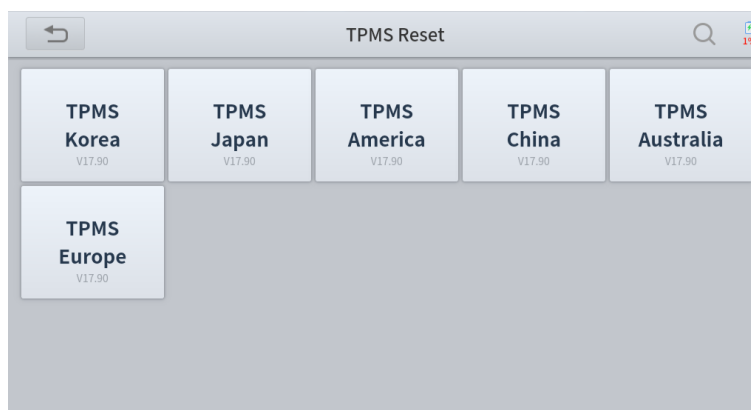 TPMS Reset
TPMS
Korea
V17.90
TPMS
Japan
V17.90
TPMS
America
V17.90
TPMS
China
V17.90
TPMS
Australia
V17.90
TPMS
Europe
V17.90